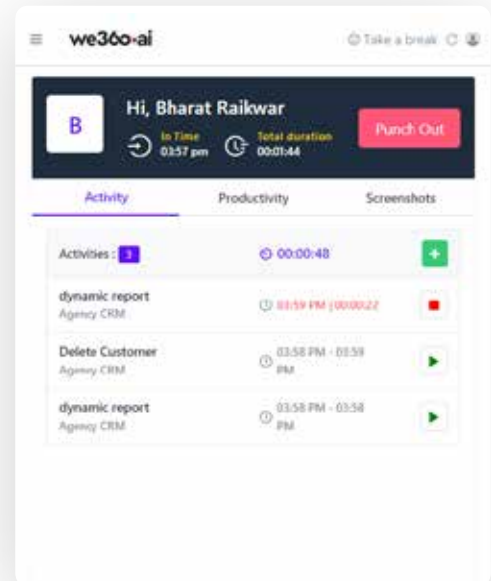 we360.ai
Take a break
B
Hi, Bharat Raikwar
In Time
03:57 pm
Total duration
00:01:44
Punch Out
Activity
Productivity
Screenshots
Activities : 3
00:00:48
+
dynamic report
Agency CRM
03:59 PM | 00:00:22
Delete Customer
Agency CRM
03:58 PM - 03:59
PM
dynamic report
Agency CRM
03:58 PM - 03:58
PM